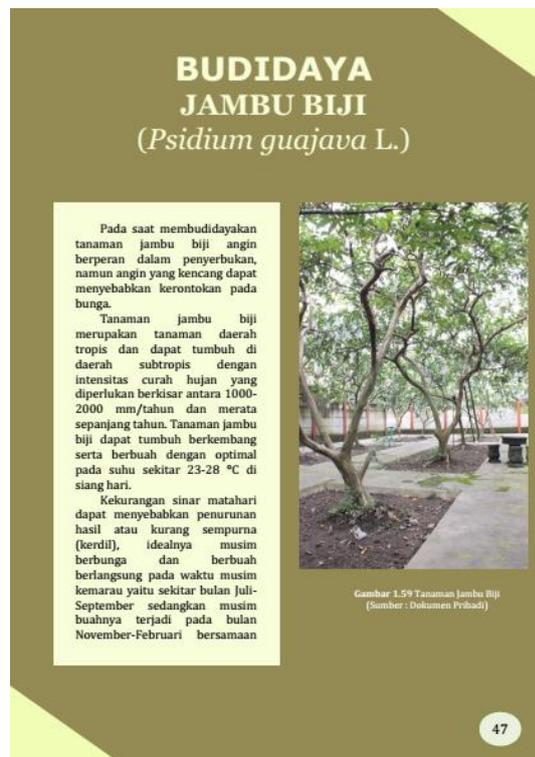 BUDIDAYA
JAMBU BIJI
(Psidium guajava L.)
Pada saat membudidayakan
tanaman jambu biji angin
berperan dalam penyerbukan,
namun angin yang kencang dapat
menyebabkan kerontokan pada
bunga.
Tanaman jambu biji
merupakan tanaman daerah
tropis dan dapat tumbuh di
daerah subtropis dengan
intensitas curah hujan yang
diperlukan berkisar antara 1000-
2000 mm/tahun dan merata
sepanjang tahun. Tanaman jambu
biji dapat tumbuh berkembang
serta berbuah dengan optimal
pada suhu sekitar 23-28 °C di
siang hari.
Kekurangan sinar matahari
dapat menyebabkan penurunan
hasil atau kurang sempurna
(kerdil), idealnya musim
berbunga dan berbuah
berlangsung pada waktu musim
kemarau yaitu sekitar bulan Juli-
September sedangkan musim
buahnya terjadi pada bulan
November-Februari bersamaan
Gambar 1.59 Tanaman Jambu Biji
(Sumber : Dokumen Pribadi)
47